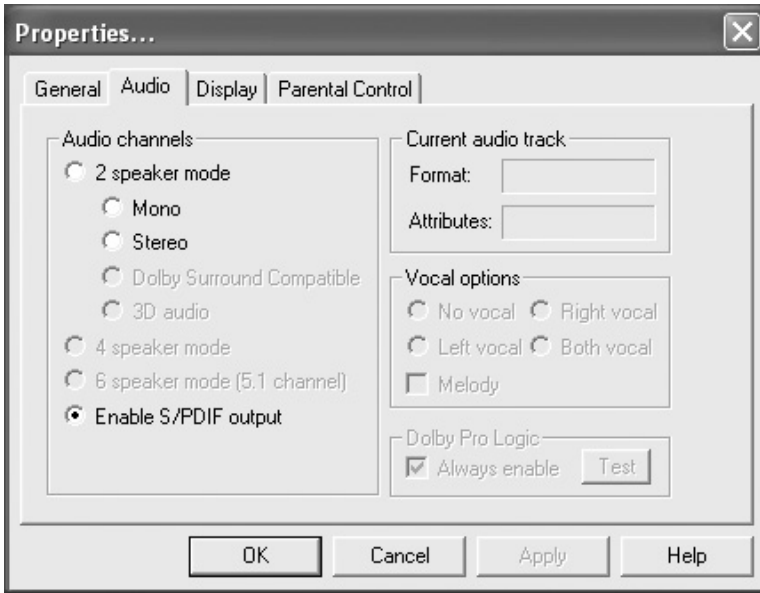 Properties...
General Audio Display Parental Control
Audio channels
2 speaker mode
Mono
Stereo
Dolby Surround Compatible
3D audio
4 speaker mode
6 speaker mode (5.1 channel)
Enable S/PDIF output
Current audio track
Format:
Attributes:
Vocal options
No vocal Right vocal
Left vocal Both vocal
Melody
Dolby Pro Logic
Always enable Test
OK Cancel Apply Help